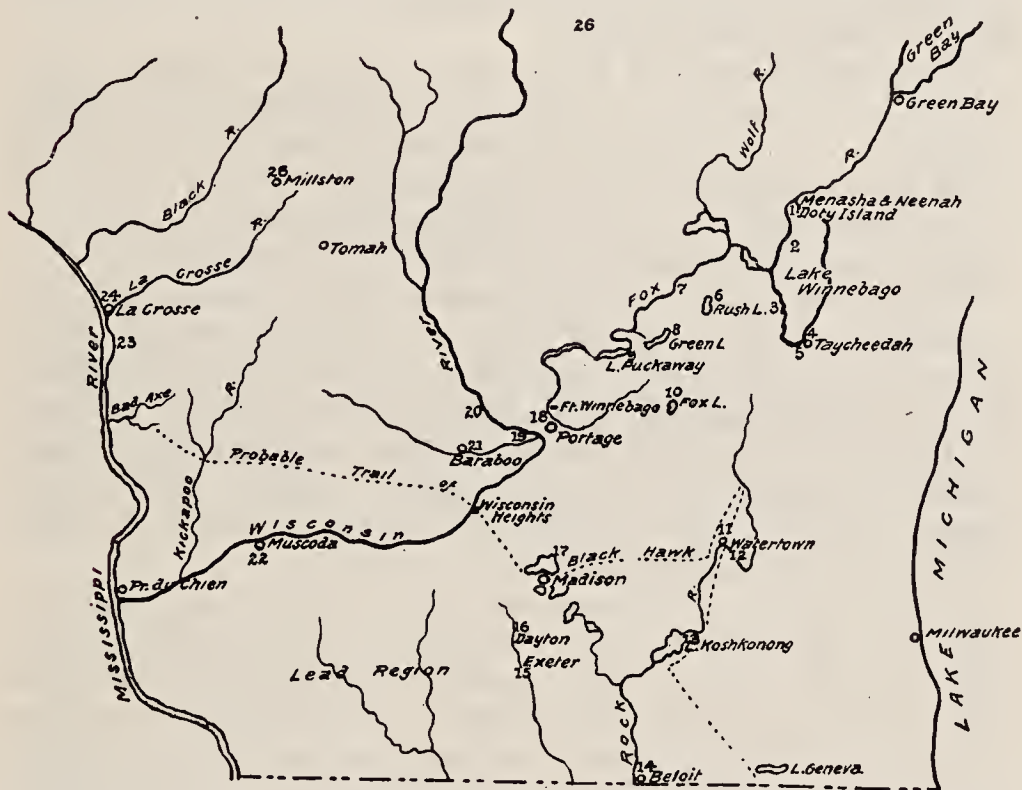 26
Green
Bay
Green Bay
Wolf R.
R.
Black R.
28
Millston
1
Menasha & Neenah
Doty Island
Tomah
2
La Crosse R.
Lake
Winnebago
24
La Crosse
Fox
7
6
Rush L.
3
4
Taycheedah
5
23
8
Green L
L. Puckaway
River
River
Bad Axe
R.
10
Fox L.
Ft. Winnebago
18
Portage
20
19
21
Baraboo
Probable Trail of
Kickapoo
Wisconsin
Heights
Wisconsin
Muscoda
22
11
Watertown
12
17
Black Hawk
Madison
Pr. du Chien
R.
Mississippi
16
Dayton
Exeter
15
13
Koshkonong
Milwaukee
Lead Region
Lake Michigan
Rock
14
Beloit
L. Geneva